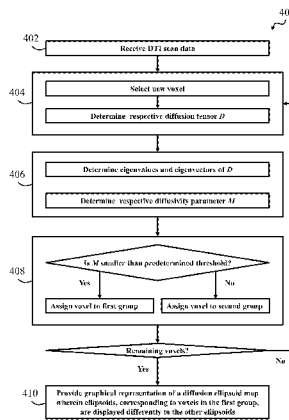 40
402
Receive DTI scan data
404
Select new voxel
Determine respective diffusion tensor D
406
Determine eigenvalues and eigenvectors of D
Determine respective diffusivity parameter M
408
Is M smaller than predetermined threshold?
Yes
No
Assign voxel to first group
Assign voxel to second group
Remaining voxels?
No
Yes
410
Provide graphical representation of a diffusion ellipsoid map
wherein ellipsoids, corresponding to voxels in the first group,
are displayed differently to the other ellipsoids